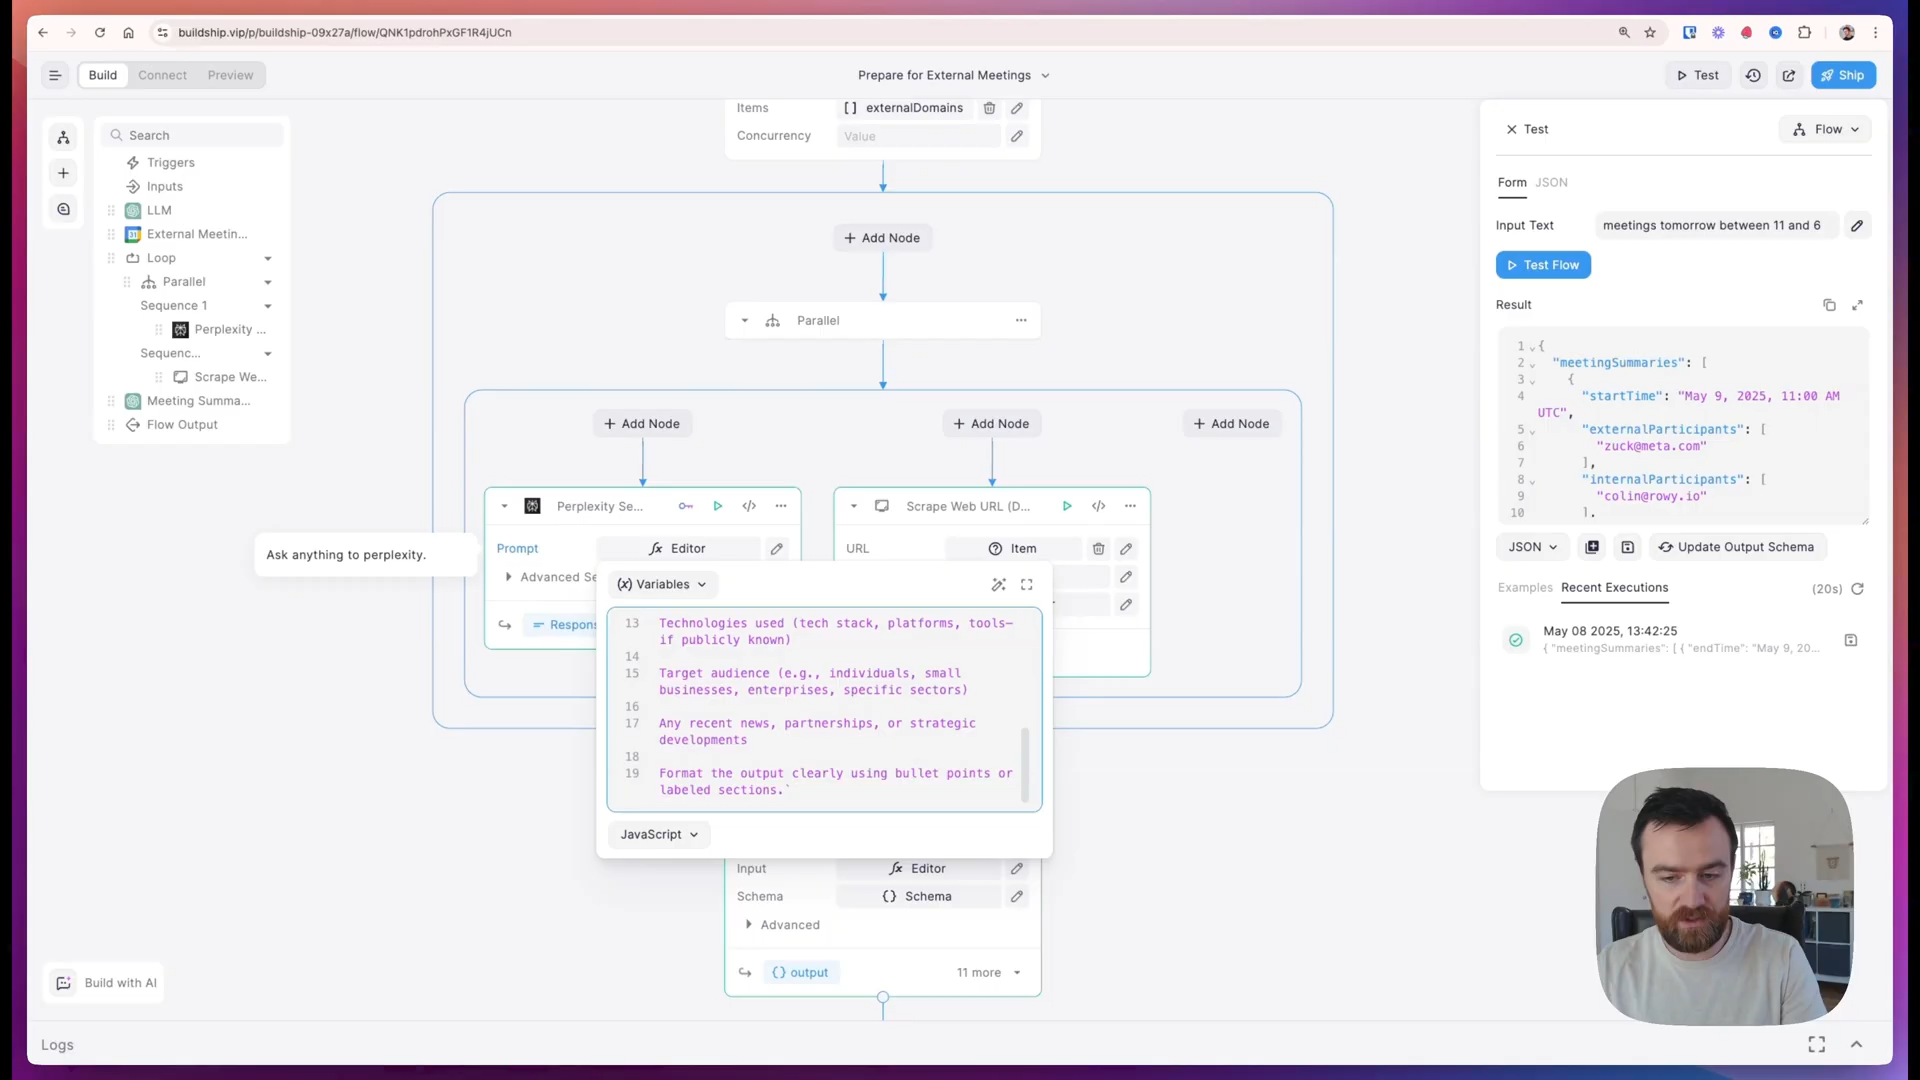 buildship.vip/p/buildship-09x27a/flow/QNK1pdrohPxGF1R4jUCn
Build
Connect
Preview
Prepare for External Meetings
Test
Ship
Search
Triggers
Inputs
LLM
External Meetin...
Loop
Parallel
Sequence 1
Perplexity ...
Sequenc...
Scrape We...
Meeting Summa...
Flow Output
Items
[ ] externalDomains
Concurrency
Value
+ Add Node
Parallel
+ Add Node
+ Add Node
+ Add Node
Perplexity Se...
Scrape Web URL (D...
Ask anything to perplexity.
Prompt
fx Editor
URL
Item
Advanced Se
Respons
(x) Variables
13 Technologies used (tech stack, platforms, tools—
if publicly known)
14
15 Target audience (e.g., individuals, small
businesses, enterprises, specific sectors)
16
17 Any recent news, partnerships, or strategic
developments
18
19 Format the output clearly using bullet points or
labeled sections.`
JavaScript
Input
fx Editor
Schema
{} Schema
Advanced
{} output
11 more
Test
Flow
Form
JSON
Input Text
meetings tomorrow between 11 and 6
Test Flow
Result
1 {
2 "meetingSummaries": [
3 {
4 "startTime": "May 9, 2025, 11:00 AM
UTC",
5 "externalParticipants": [
6 "zuck@meta.com"
7 ],
8 "internalParticipants": [
9 "colin@rowy.io"
10 ],
JSON
Update Output Schema
Examples
Recent Executions
(20s)
May 08 2025, 13:42:25
{ "meetingSummaries": [ { "endTime": "May 9, 20...
Build with AI
Logs